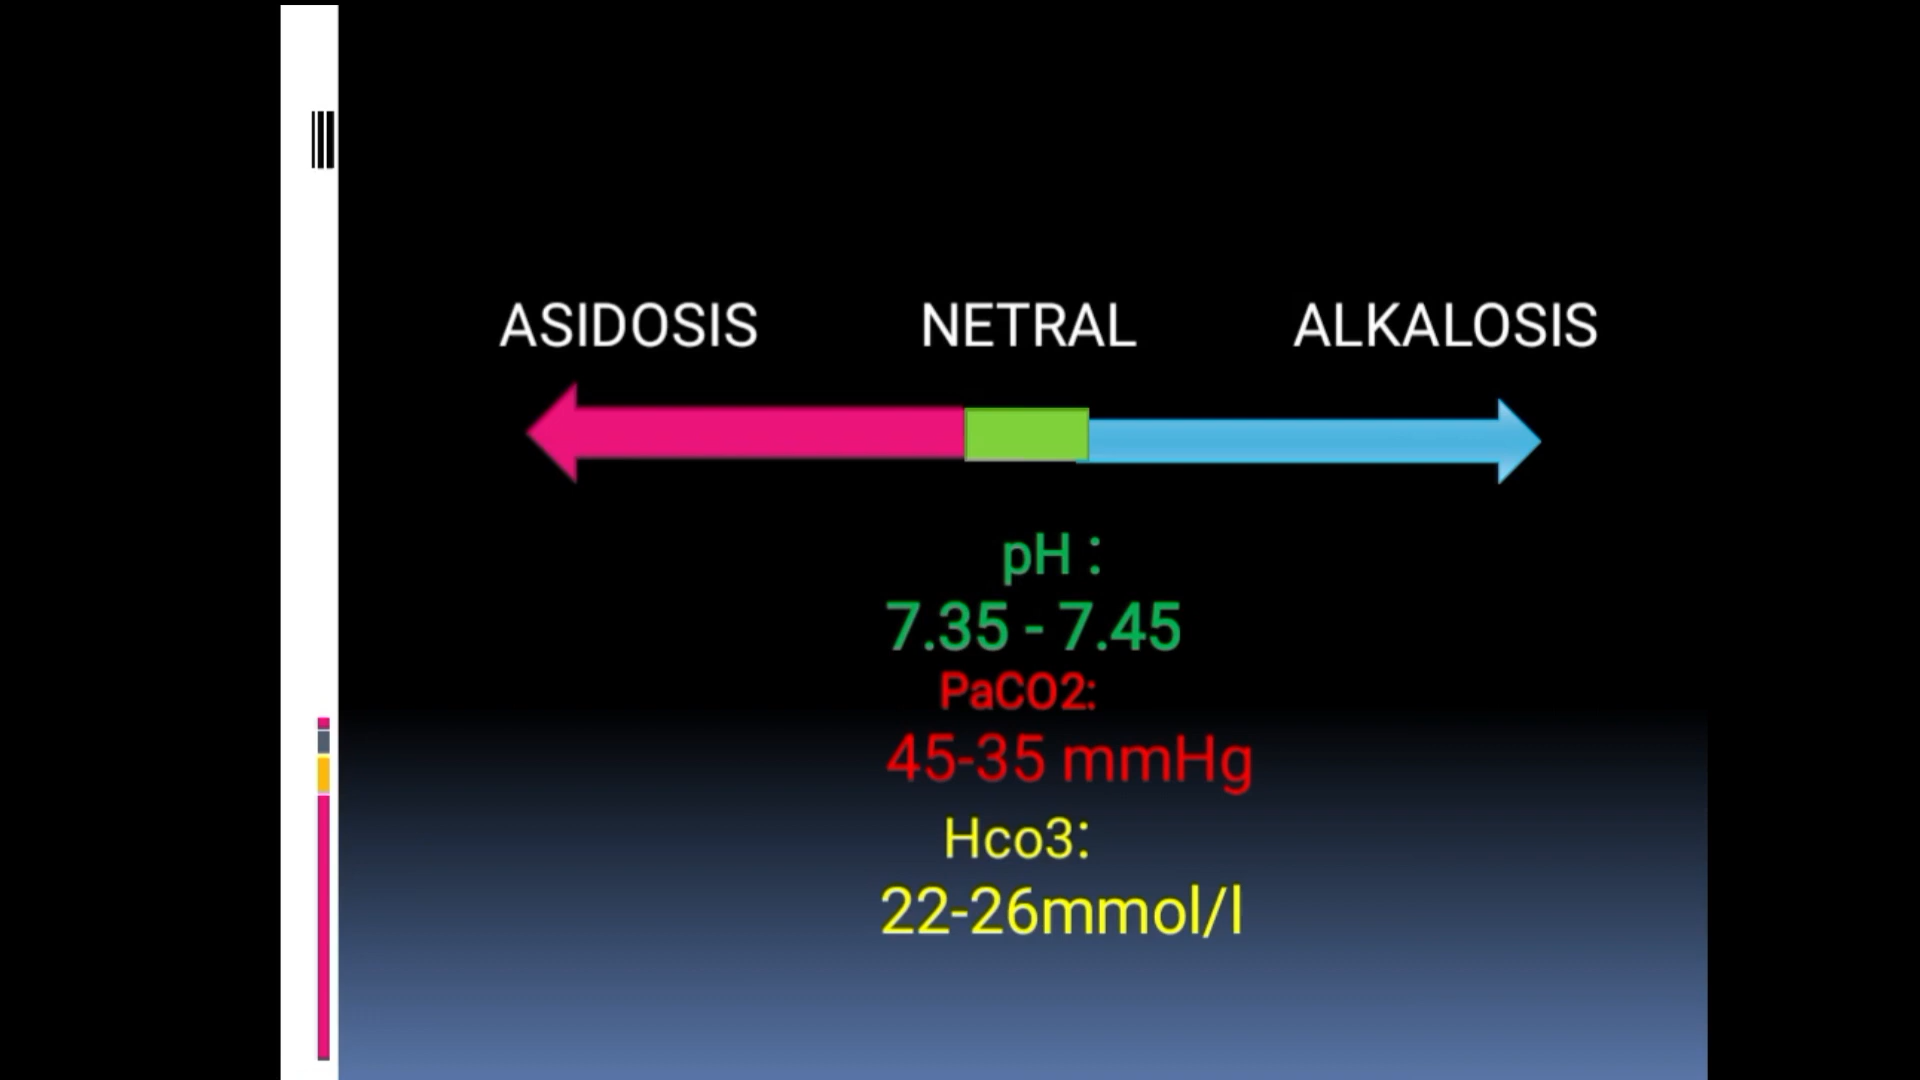 ASIDOSIS NETRAL ALKALOSIS
pH :
7.35 - 7.45
PaCO2:
45-35 mmHg
Hco3:
22-26mmol/l